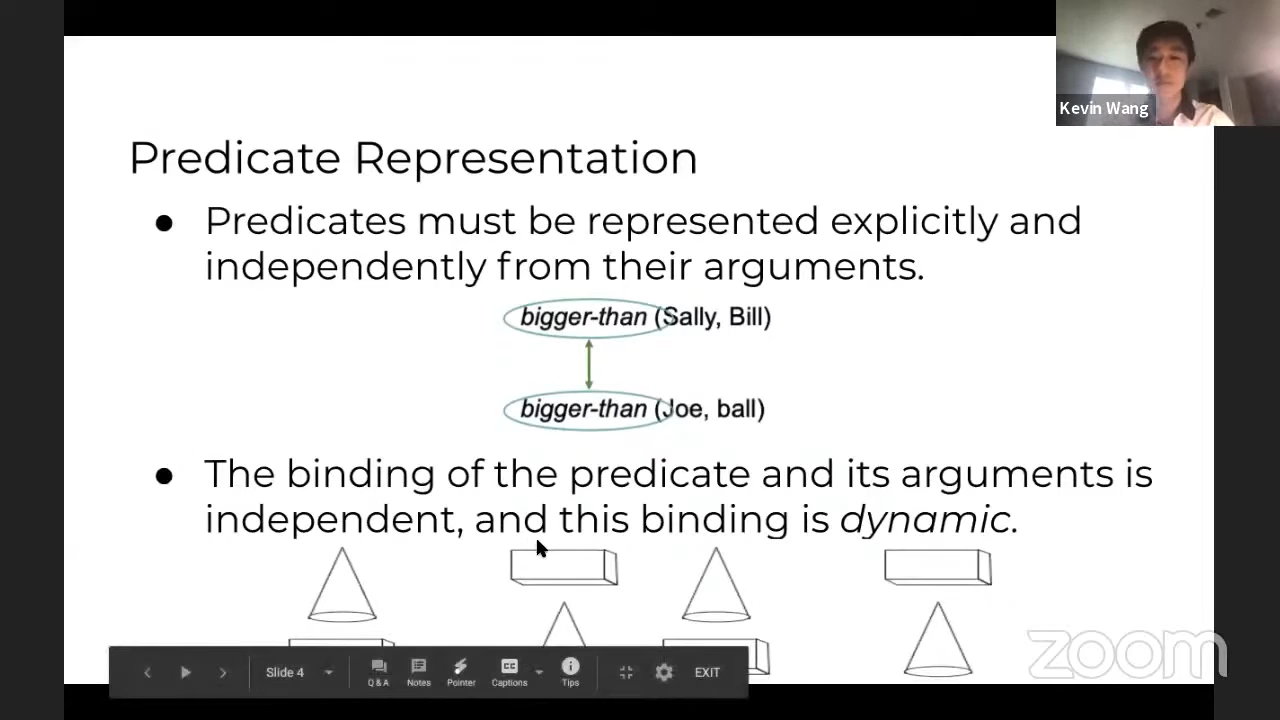 Kevin Wang
Predicate Representation
● Predicates must be represented explicitly and
independently from their arguments.
bigger-than (Sally, Bill)
bigger-than (Joe, ball)
● The binding of the predicate and its arguments is
independent, and this binding is dynamic.
zoom
Slide 4
Q & A
Notes
Pointer
CC
Captions
Tips
EXIT